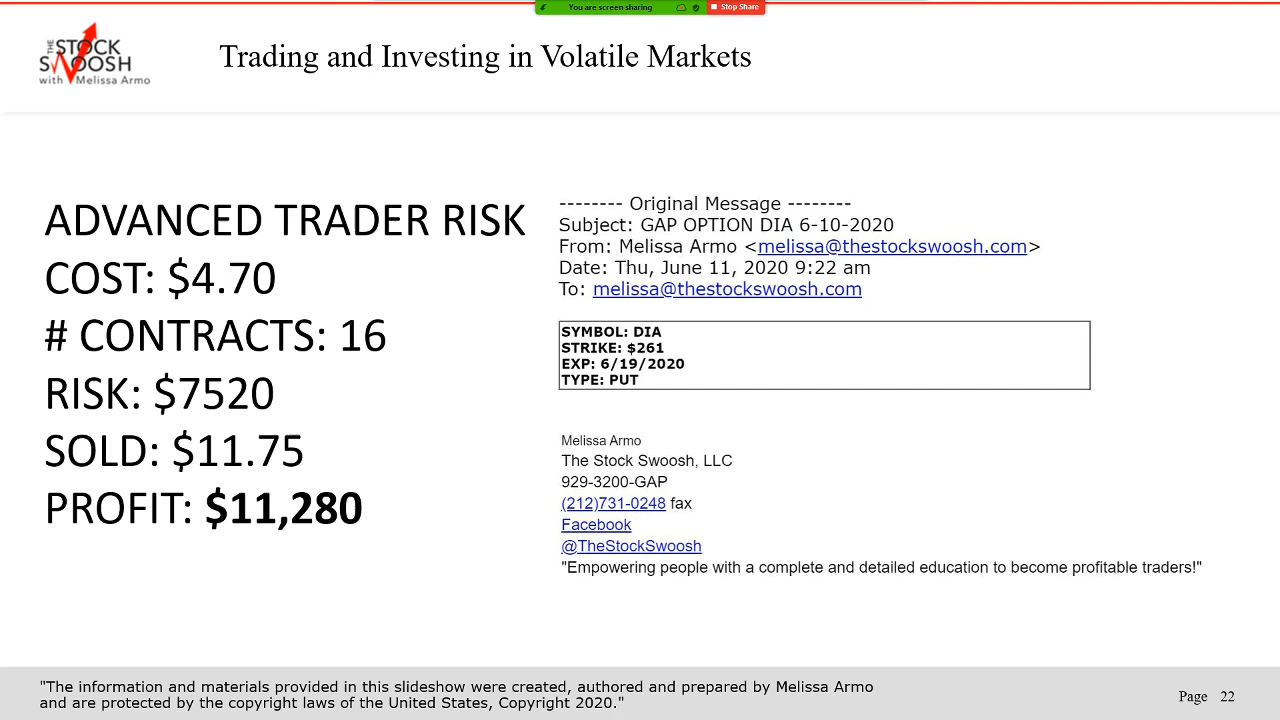 You are screen sharing
Stop Share
THE
STOCK
SWOOSH
with Melissa Armo
Trading and Investing in Volatile Markets
ADVANCED TRADER RISK
COST: $4.70
# CONTRACTS: 16
RISK: $7520
SOLD: $11.75
PROFIT: $11,280
-------- Original Message --------
Subject: GAP OPTION DIA 6-10-2020
From: Melissa Armo <melissa@thestockswoosh.com>
Date: Thu, June 11, 2020 9:22 am
To: melissa@thestockswoosh.com
SYMBOL: DIA
STRIKE: $261
EXP: 6/19/2020
TYPE: PUT
Melissa Armo
The Stock Swoosh, LLC
929-3200-GAP
(212)731-0248 fax
Facebook
@TheStockSwoosh
"Empowering people with a complete and detailed education to become profitable traders!"
"The information and materials provided in this slideshow were created, authored and prepared by Melissa Armo
and are protected by the copyright laws of the United States, Copyright 2020."
Page 22